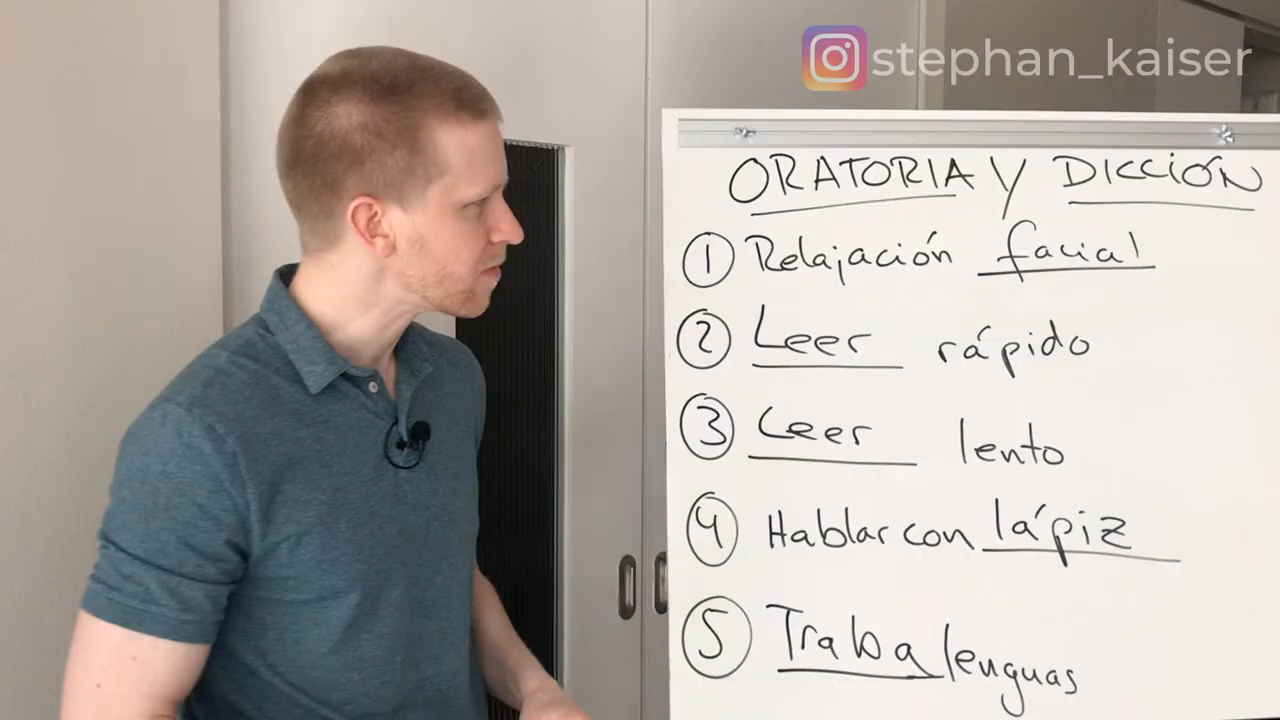 stephan_kaiser
ORATORIA Y DICCIÓN
1 Relajación facial
2 Leer rápido
3 Leer lento
4 Hablar con lápiz
5 Trabalenguas